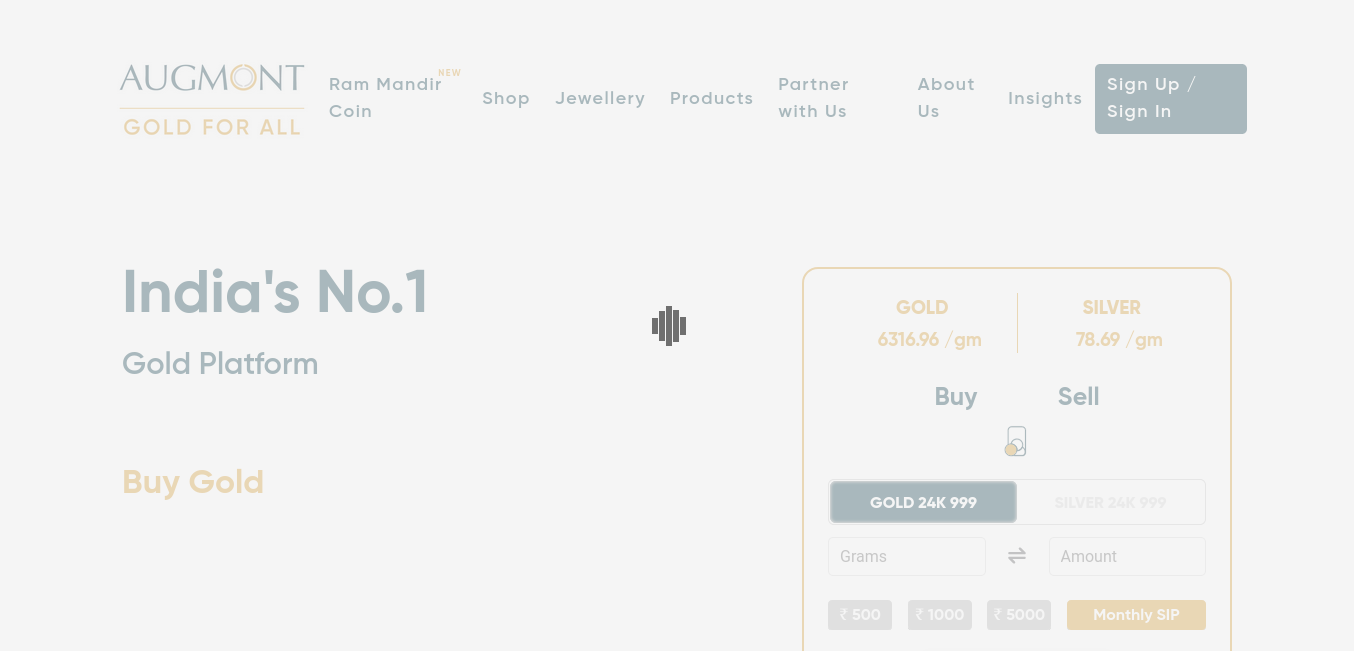 AUGMONT
GOLD FOR ALL
Ram Mandir NEW
Coin
Shop
Jewellery
Products
Partner
with Us
About
Us
Insights
Sign Up /
Sign In
India's No.1
Gold Platform
Buy Gold
GOLD
6316.96 /gm
SILVER
78.69 /gm
Buy
Sell
GOLD 24K 999
SILVER 24K 999
Grams
Amount
₹ 500
₹ 1000
₹ 5000
Monthly SIP